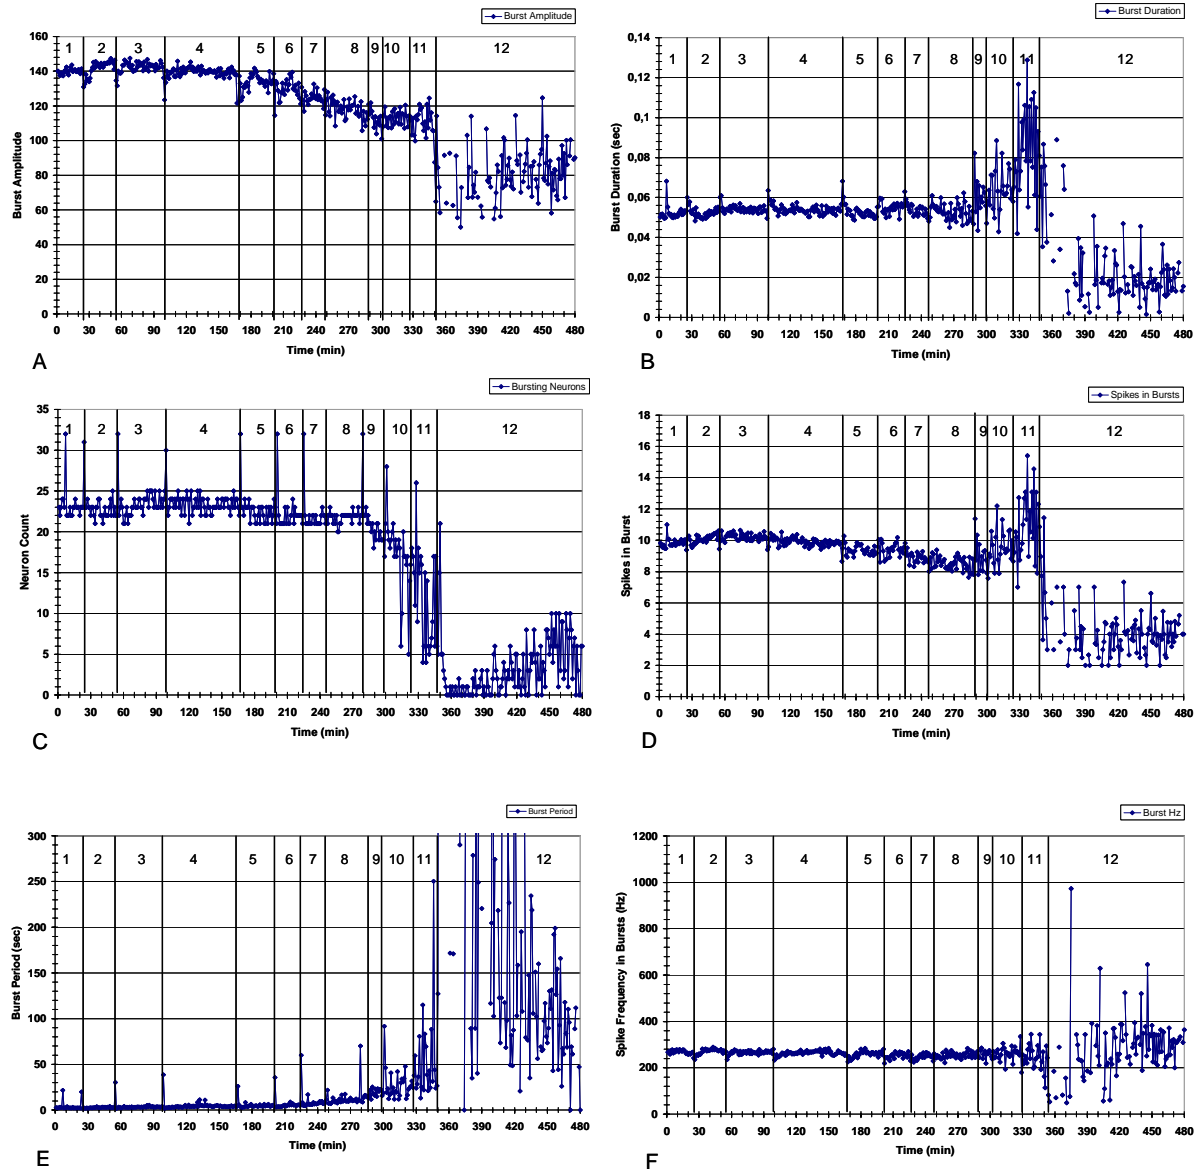 Burst Amplitude
160
140
120
100
80
60
40
20
0
Burst Amplitude
1 2 3 4 5 6 7 8 9 10 11 12
0 30 60 90 120 150 180 210 240 270 300 330 360 390 420 450 480
Time (min)
A
Burst Duration
0,14
0,12
0,1
0,08
0,06
0,04
0,02
0
Burst Duration (sec)
1 2 3 4 5 6 7 8 9 10 11 12
0 30 60 90 120 150 180 210 240 270 300 330 360 390 420 450 480
Time (min)
B
Bursting Neurons
35
30
25
20
15
10
5
0
Neuron Count
1 2 3 4 5 6 7 8 9 10 11 12
0 30 60 90 120 150 180 210 240 270 300 330 360 390 420 450 480
Time (min)
C
Spikes in Bursts
18
16
14
12
10
8
6
4
2
0
Spikes in Burst
1 2 3 4 5 6 7 8 9 10 11 12
0 30 60 90 120 150 180 210 240 270 300 330 360 390 420 450 480
Time (min)
D
Burst Period
300
250
200
150
100
50
0
Burst Period (sec)
1 2 3 4 5 6 7 8 9 10 11 12
0 30 60 90 120 150 180 210 240 270 300 330 360 390 420 450 480
Time (min)
E
Burst Hz
1200
1000
800
600
400
200
0
Spike Frequency in Bursts (Hz)
1 2 3 4 5 6 7 8 9 10 11 12
0 30 60 90 120 150 180 210 240 270 300 330 360 390 420 450 480
Time (min)
F